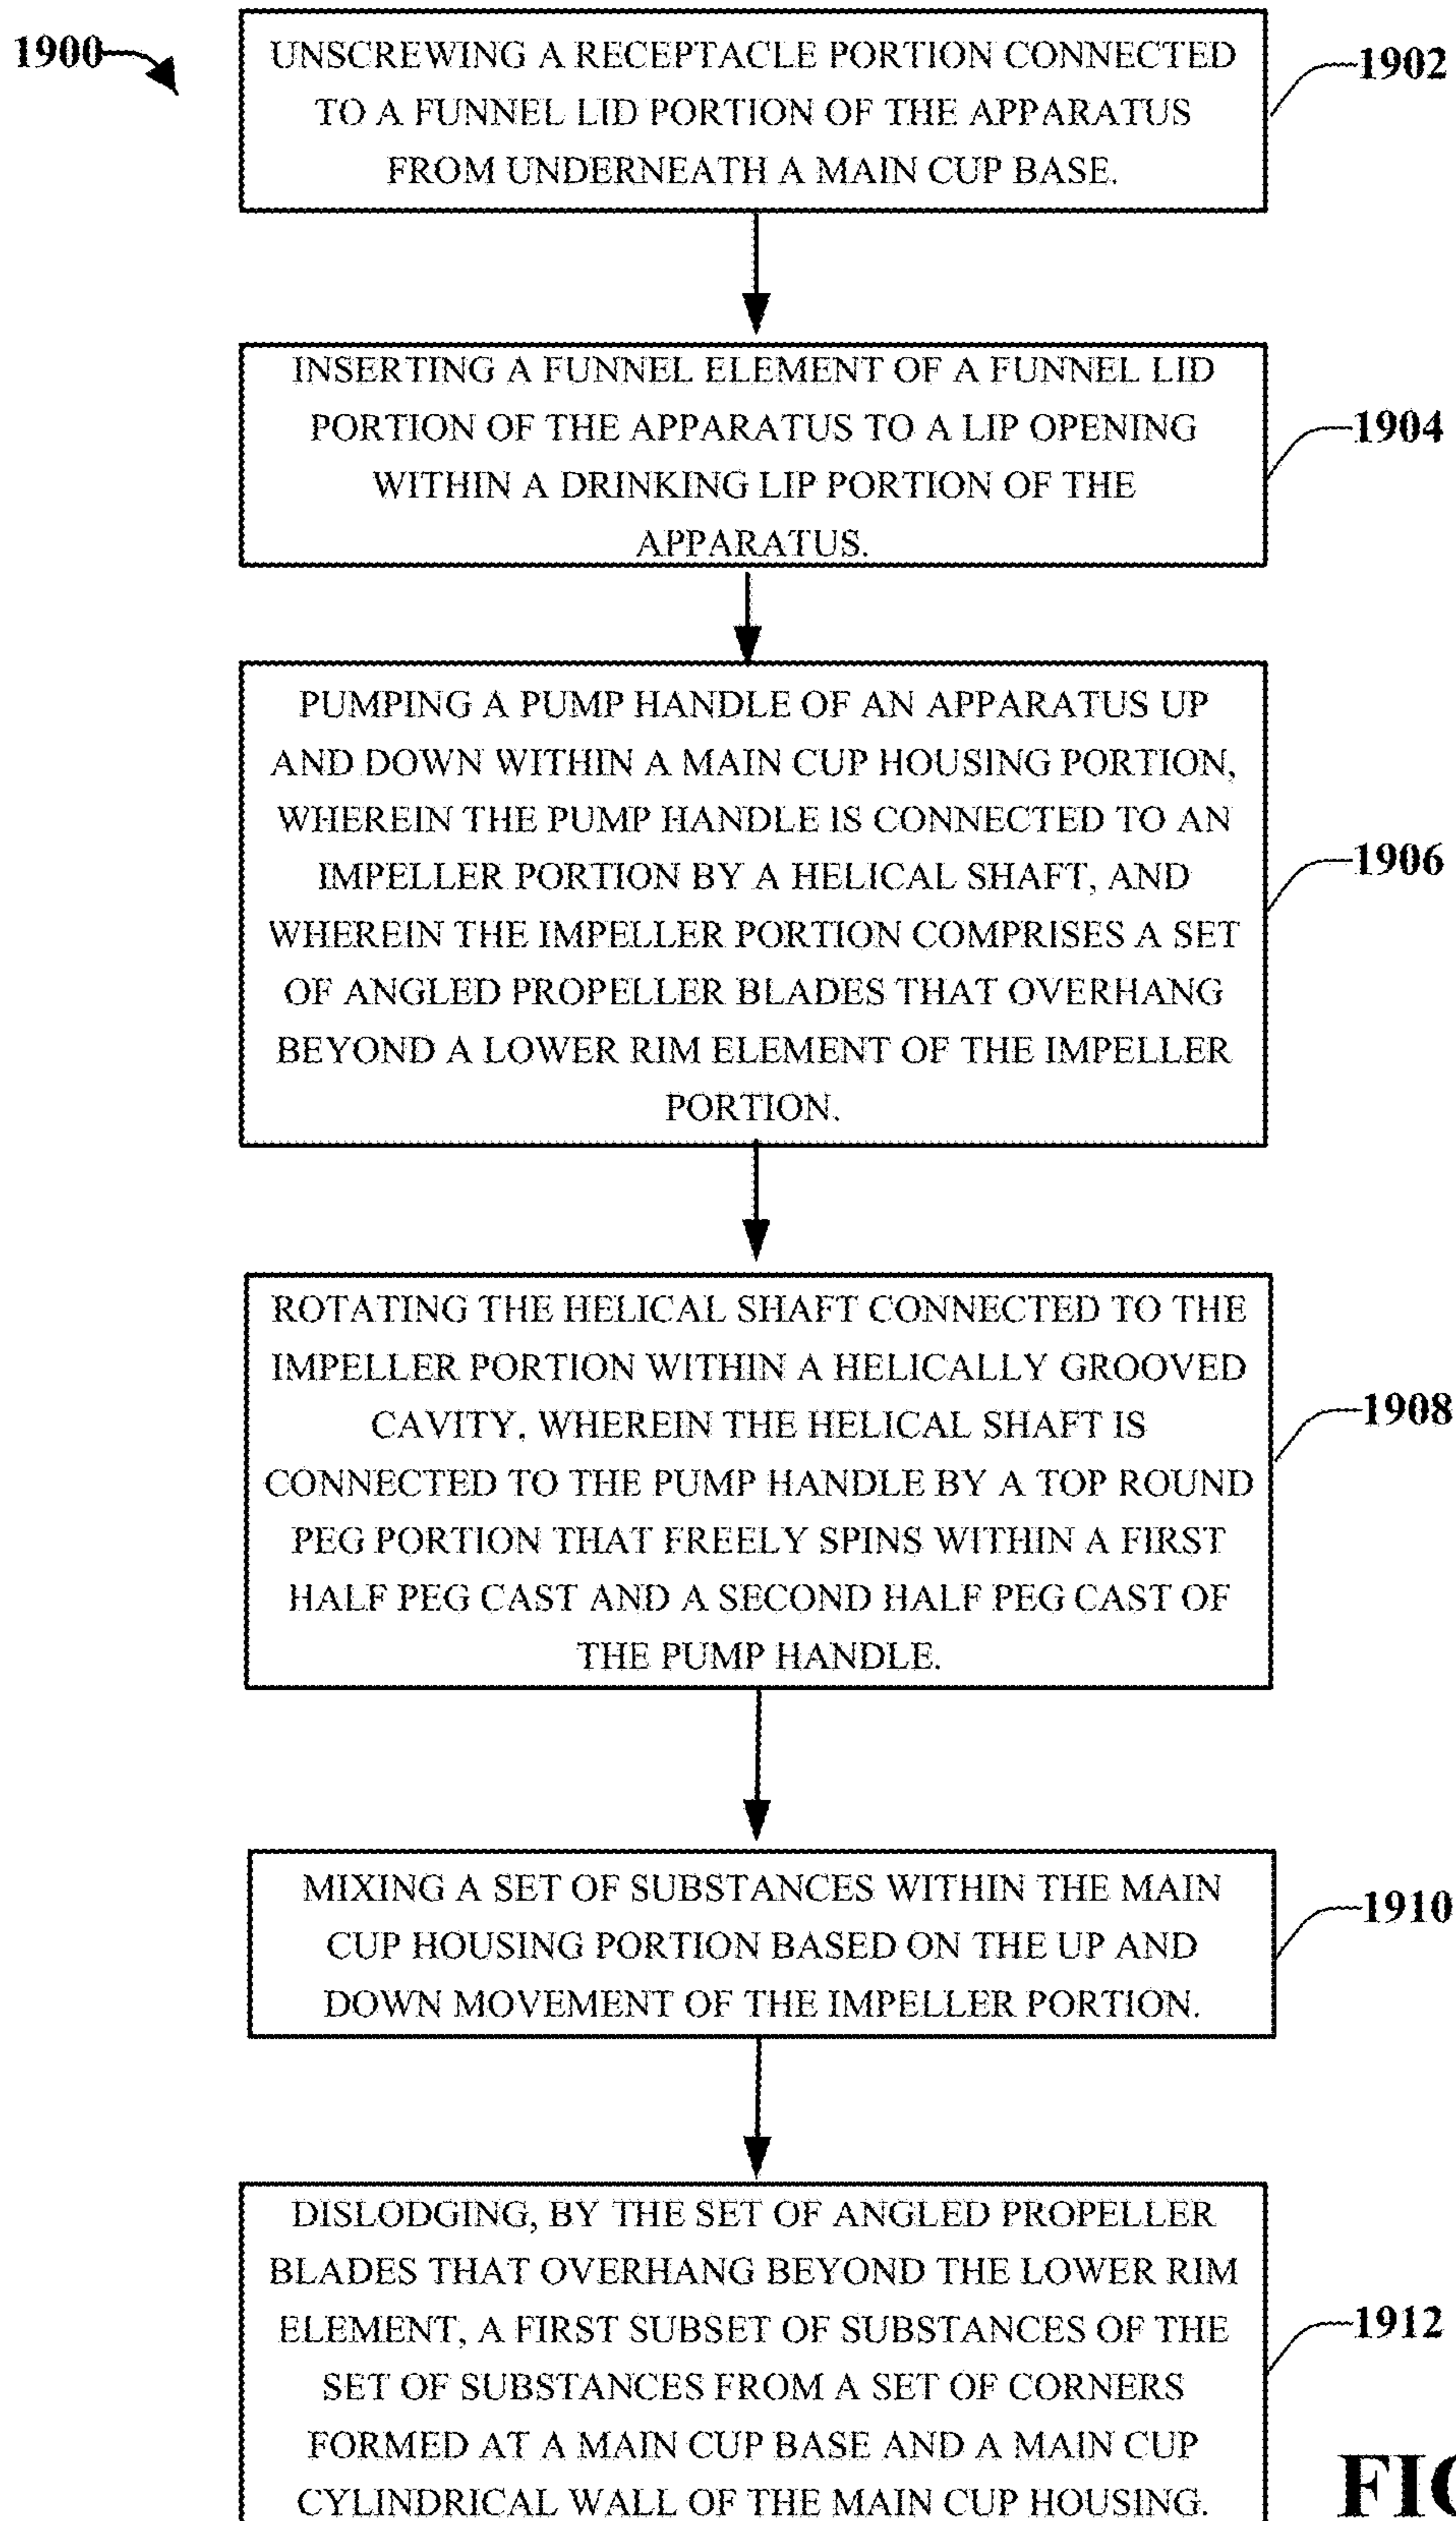 1900
UNSCREWING A RECEPTACLE PORTION CONNECTED
TO A FUNNEL LID PORTION OF THE APPARATUS
FROM UNDERNEATH A MAIN CUP BASE.
1902
INSERTING A FUNNEL ELEMENT OF A FUNNEL LID
PORTION OF THE APPARATUS TO A LIP OPENING
WITHIN A DRINKING LIP PORTION OF THE
APPARATUS.
1904
PUMPING A PUMP HANDLE OF AN APPARATUS UP
AND DOWN WITHIN A MAIN CUP HOUSING PORTION,
WHEREIN THE PUMP HANDLE IS CONNECTED TO AN
IMPELLER PORTION BY A HELICAL SHAFT, AND
WHEREIN THE IMPELLER PORTION COMPRISES A SET
OF ANGLED PROPELLER BLADES THAT OVERHANG
BEYOND A LOWER RIM ELEMENT OF THE IMPELLER
PORTION.
1906
ROTATING THE HELICAL SHAFT CONNECTED TO THE
IMPELLER PORTION WITHIN A HELICALLY GROOVED
CAVITY, WHEREIN THE HELICAL SHAFT IS
CONNECTED TO THE PUMP HANDLE BY A TOP ROUND
PEG PORTION THAT FREELY SPINS WITHIN A FIRST
HALF PEG CAST AND A SECOND HALF PEG CAST OF
THE PUMP HANDLE.
1908
MIXING A SET OF SUBSTANCES WITHIN THE MAIN
CUP HOUSING PORTION BASED ON THE UP AND
DOWN MOVEMENT OF THE IMPELLER PORTION.
1910
DISLODGING, BY THE SET OF ANGLED PROPELLER
BLADES THAT OVERHANG BEYOND THE LOWER RIM
ELEMENT, A FIRST SUBSET OF SUBSTANCES OF THE
SET OF SUBSTANCES FROM A SET OF CORNERS
FORMED AT A MAIN CUP BASE AND A MAIN CUP
CYLINDRICAL WALL OF THE MAIN CUP HOUSING.
1912
FIG